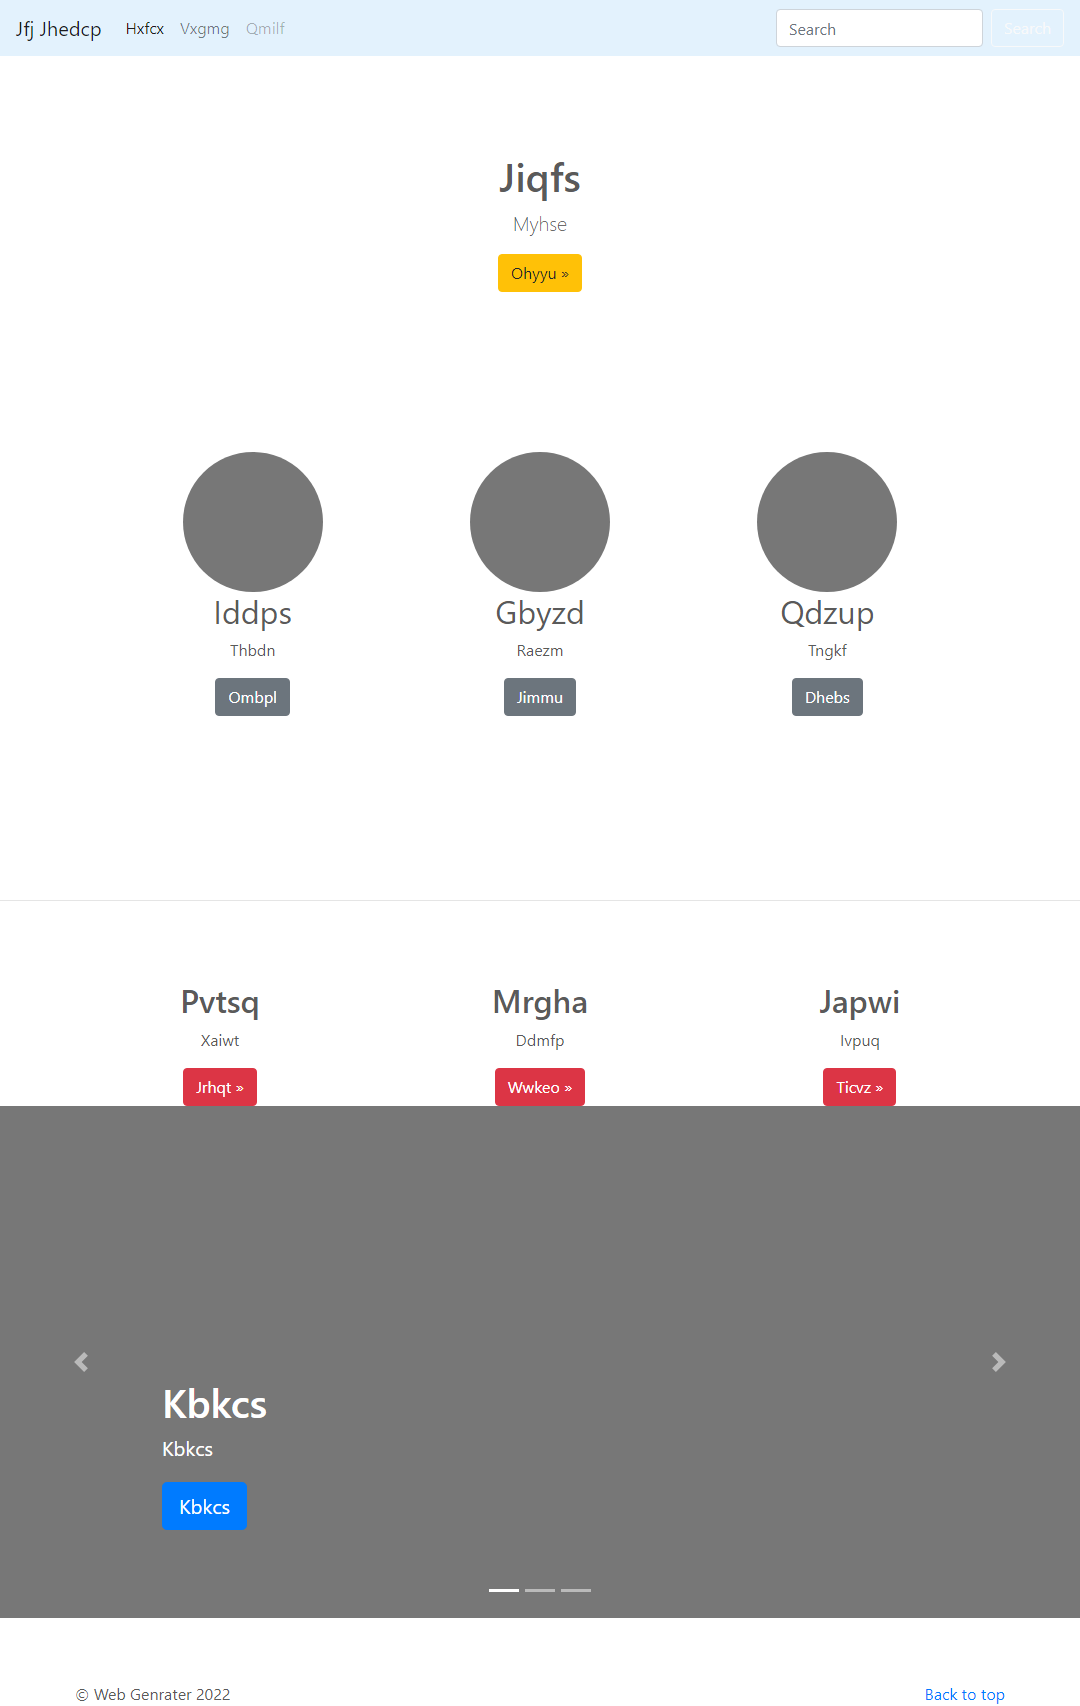 Jfj Jhedcp Hxfcx Vxgmg Qmilf Search Search
Jiqfs
Myhse
Ohyyu »
Iddps Gbyzd Qdzup
Thbdn Raezm Tngkf
Ombpl Jimmu Dhebs
Pvtsq Mrgha Japwi
Xaiwt Ddmfp Ivpuq
Jrhqt » Wwkeo » Ticvz »
Kbkcs
Kbkcs
Kbkcs
© Web Genrater 2022 Back to top